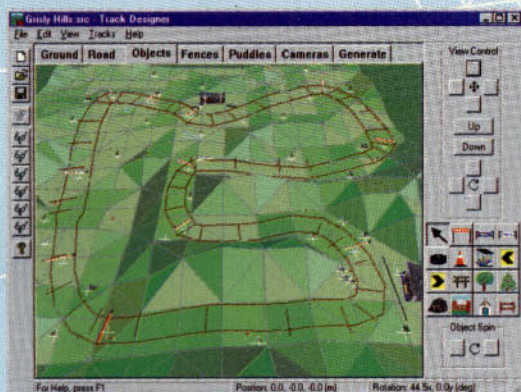 Grisly Hills.src - Track Designer
File Edit View Tracks Help
Ground Road Objects Fences Puddles Cameras Generate
View Control
Up
Down
Object Spin
For Help, press F1
Position: 0.0, -0.0, -0.0 (m)
Rotation: 44.5x, 0.0y (deg)